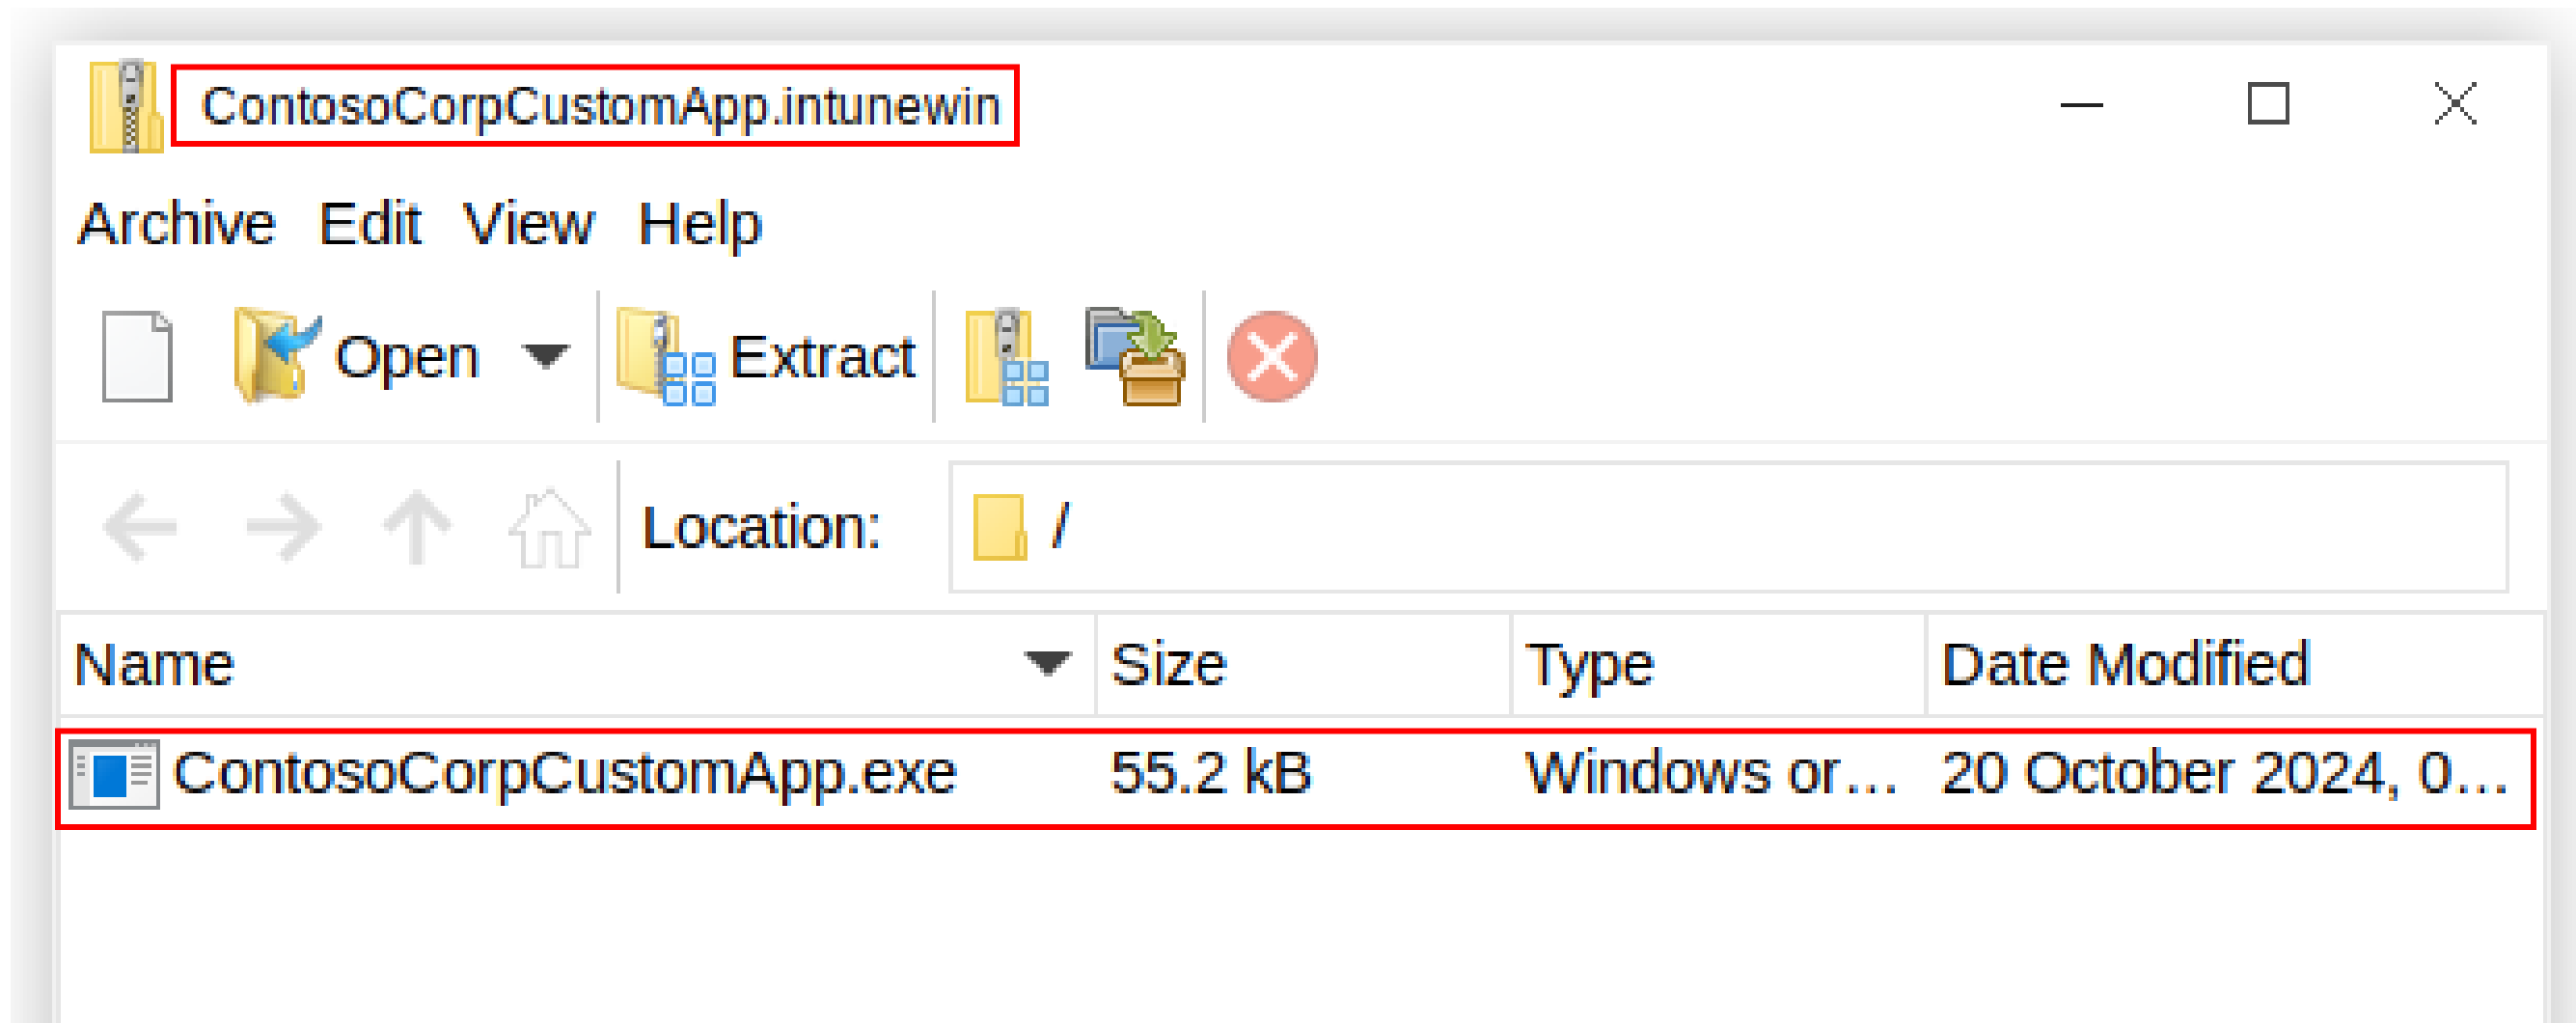 ContosoCorpCustomApp.intunewin
Archive Edit View Help
Open Extract
Location: /
Name Size Type Date Modified
ContosoCorpCustomApp.exe 55.2 kB Windows or... 20 October 2024, 0...